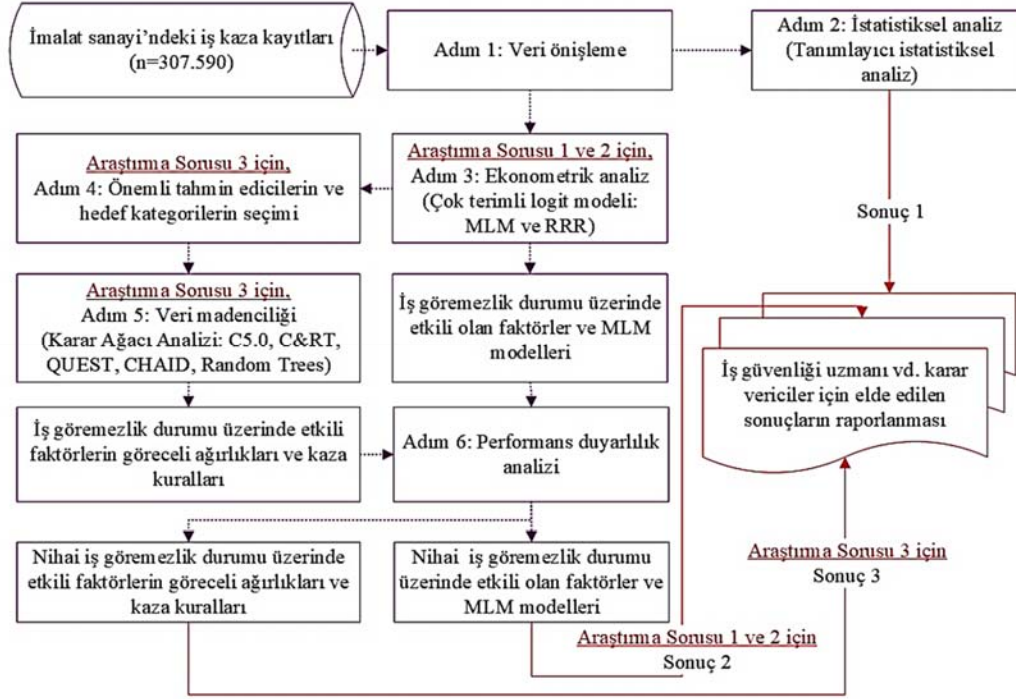 İmalat sanayi’ndeki iş kaza kayıtları
(n=307.590)
Adım 1: Veri önişleme
Adım 2: İstatistiksel analiz
(Tanımlayıcı istatistiksel
analiz)
Araştırma Sorusu 3 için,
Adım 4: Önemli tahmin edicilerin ve
hedef kategorilerin seçimi
Araştırma Sorusu 1 ve 2 için,
Adım 3: Ekonometrik analiz
(Çok terimli logit modeli:
MLM ve RRR)
Sonuç 1
Araştırma Sorusu 3 için,
Adım 5: Veri madenciliği
(Karar Ağacı Analizi: C5.0, C&RT,
QUEST, CHAID, Random Trees)
İş göremezlik durumu üzerinde
etkili olan faktörler ve MLM
modelleri
İş güvenliği uzmanı vd. karar
vericiler için elde edilen
sonuçların raporlanması
İş göremezlik durumu üzerinde etkili
faktörlerin göreceli ağırlıkları ve kaza
kuralları
Adım 6: Performans duyarlılık
analizi
Nihai iş göremezlik durumu üzerinde
etkili faktörlerin göreceli ağırlıkları ve
kaza kuralları
Nihai iş göremezlik durumu
üzerinde etkili olan faktörler ve
MLM modelleri
Araştırma Sorusu 3 için
Sonuç 3
Araştırma Sorusu 1 ve 2 için
Sonuç 2